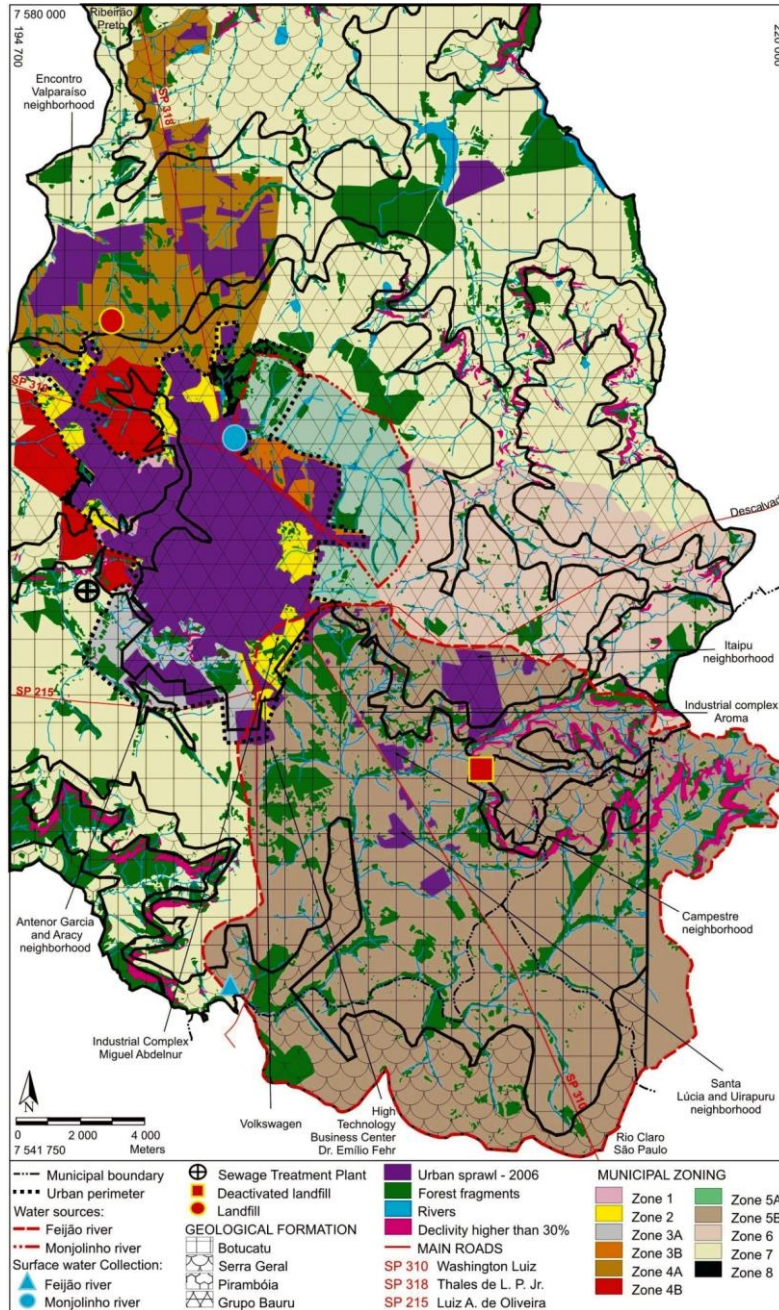 7 580 000
194 700
Ribeirão
Preto
220 000
Encontro
Valparaíso
neighborhood
SP 318
SP 310
Descalvado
Itaipu
neighborhood
SP 215
Industrial complex
Aroma
Antenor Garcia
and Aracy
neighborhood
Campestre
neighborhood
Industrial Complex
Miguel Abdelnur
Volkswagen
High
Technology
Business Center
Dr. Emílio Fehr
SP 310
Santa
Lúcia and Uirapuru
neighborhood
Rio Claro
São Paulo
N
0 2 000 4 000
Meters
7 541 750
Municipal boundary
Urban perimeter
Water sources:
Feijão river
Monjolinho river
Surface water Collection:
Feijão river
Monjolinho river
Sewage Treatment Plant
Deactivated landfill
Landfill
GEOLOGICAL FORMATION
Botucatu
Serra Geral
Pirambóia
Grupo Bauru
Urban sprawl - 2006
Forest fragments
Rivers
Declivity higher than 30%
MAIN ROADS
SP 310 Washington Luiz
SP 318 Thales de L. P. Jr.
SP 215 Luiz A. de Oliveira
MUNICIPAL ZONING
Zone 1
Zone 2
Zone 3A
Zone 3B
Zone 4A
Zone 4B
Zone 5A
Zone 5B
Zone 6
Zone 7
Zone 8